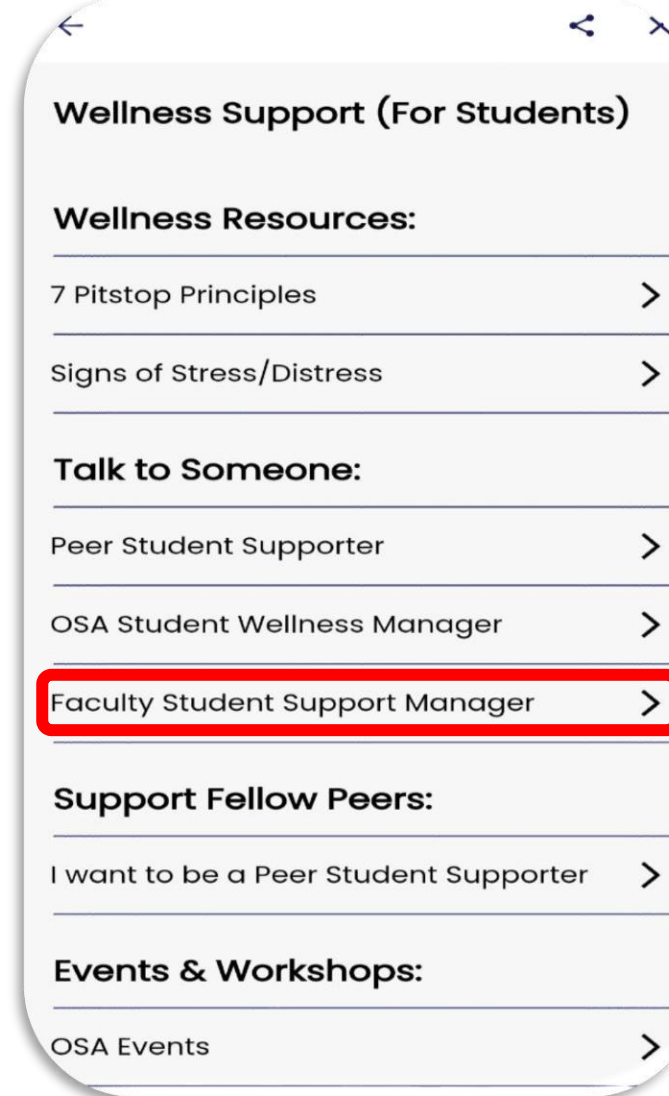 Wellness Support (For Students)
Wellness Resources:
7 Pitstop Principles
Signs of Stress/Distress
Talk to Someone:
Peer Student Supporter
OSA Student Wellness Manager
Faculty Student Support Manager
Support Fellow Peers:
I want to be a Peer Student Supporter
Events & Workshops:
OSA Events